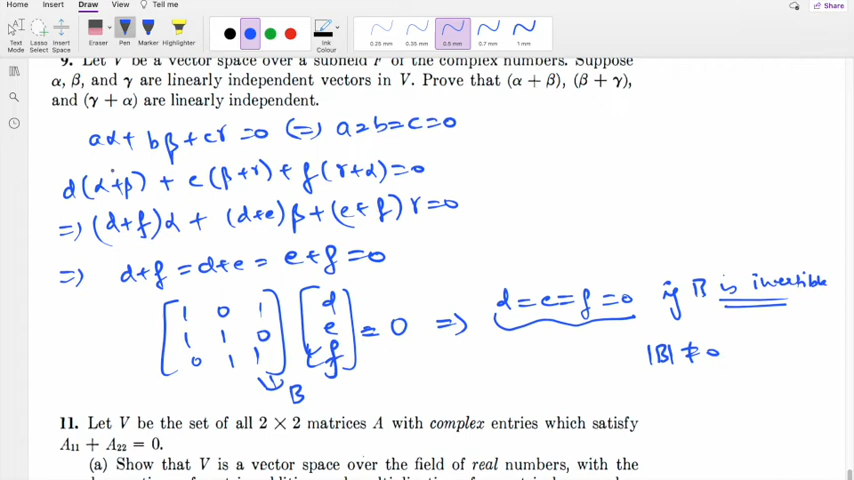 Home Insert Draw View Tell me Share
Text Mode Lasso Select Insert Space Eraser Pen Marker Highlighter Ink Colour 0.25 mm 0.35 mm 0.5 mm 0.7 mm 1 mm
9. Let V be a vector space over a subfield F of the complex numbers. Suppose
α, β, and γ are linearly independent vectors in V. Prove that (α + β), (β + γ),
and (γ + α) are linearly independent.
aα + bβ + cγ = 0 (=) a=b=c=0
d(α+β) + e(β+γ) + f(γ+α)=0
=) (d+f)α + (d+e)β + (e+f)γ=0
=) d+f = d+e = e+f = 0
[1 0 1 [d
1 1 0 e = 0 => d=e=f=0 if B is invertible
0 1 1] f] |B| ≠ 0
B
11. Let V be the set of all 2 × 2 matrices A with complex entries which satisfy
A₁₁ + A₂₂ = 0.
(a) Show that V is a vector space over the field of real numbers, with the